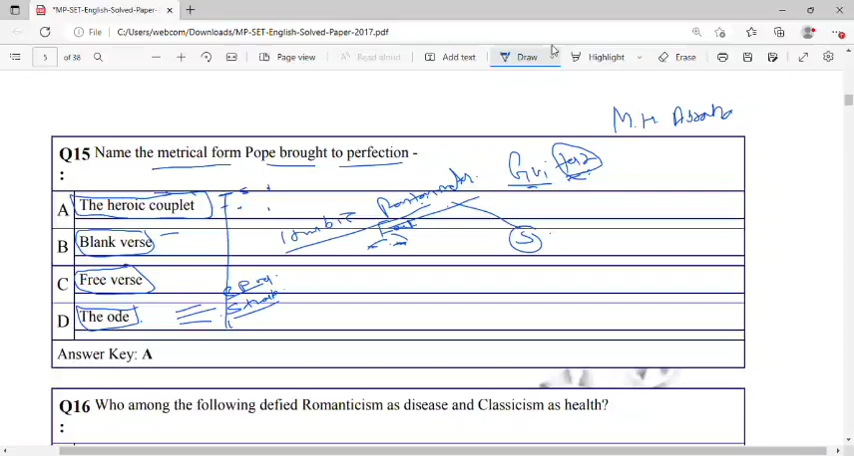 *MP-SET-English-Solved-Paper-
File
C:/Users/webcom/Downloads/MP-SET-English-Solved-Paper-2017.pdf
5 of 38
Page view
Read aloud
Add text
Draw
Highlight
Erase
M.H
Q15 Name the metrical form Pope brought to perfection -
:
A The heroic couplet
B Blank verse
C Free verse
D The ode
Answer Key: A
Q16 Who among the following defied Romanticism as disease and Classicism as health?
: